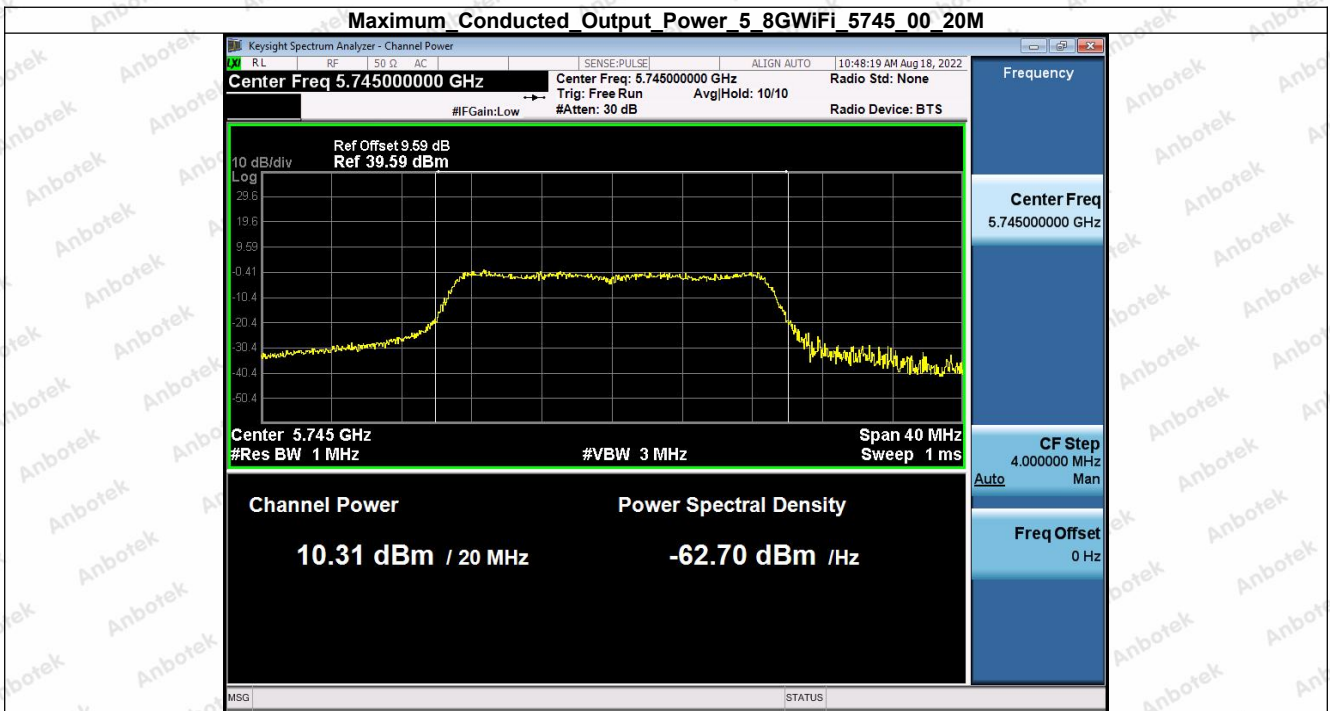 Maximum_Conducted_Output_Power_5_8GWiFi_5745_00_20M
Keysight Spectrum Analyzer - Channel Power
LXI RL RF 50 Ω AC SENSE:PULSE ALIGN AUTO 10:48:19 AM Aug 18, 2022
Center Freq 5.745000000 GHz
Center Freq: 5.745000000 GHz Radio Std: None
Trig: Free Run Avg|Hold: 10/10
#IFGain:Low #Atten: 30 dB Radio Device: BTS
Frequency
Ref Offset 9.59 dB
10 dB/div Ref 39.59 dBm
Log
29.6
19.6
9.59
-0.41
-10.4
-20.4
-30.4
-40.4
-50.4
Center 5.745 GHz Span 40 MHz
#Res BW 1 MHz #VBW 3 MHz Sweep 1 ms
Channel Power Power Spectral Density
10.31 dBm / 20 MHz -62.70 dBm /Hz
Center Freq
5.745000000 GHz
CF Step
4.000000 MHz
Auto Man
Freq Offset
0 Hz
MSG STATUS
Anbotek